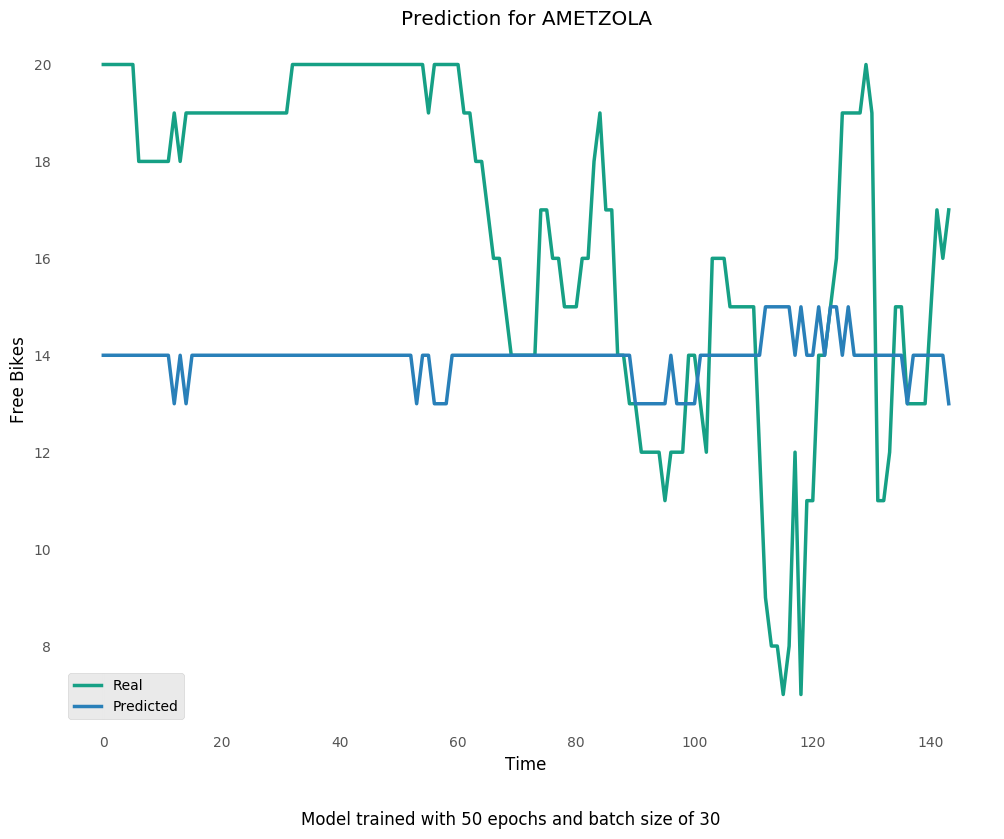 Prediction for AMETZOLA
20
18
16
14
12
10
8
Free Bikes
Real
Predicted
0 20 40 60 80 100 120 140
Time
Model trained with 50 epochs and batch size of 30